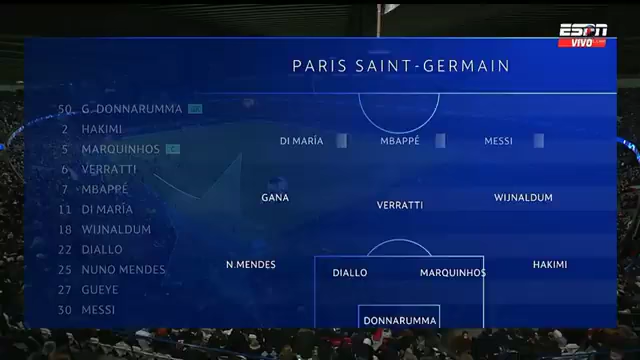 ESPN
VIVO
PARIS SAINT-GERMAIN
50 G. DONNARUMMA
2 HAKIMI
5 MARQUINHOS C
6 VERRATTI
7 MBAPPÉ
11 DI MARÍA
18 WIJNALDUM
22 DIALLO
25 NUNO MENDES
27 GUEYE
30 MESSI
DI MARÍA MBAPPÉ MESSI
GANA VERRATTI WIJNALDUM
N.MENDES DIALLO MARQUINHOS HAKIMI
DONNARUMMA